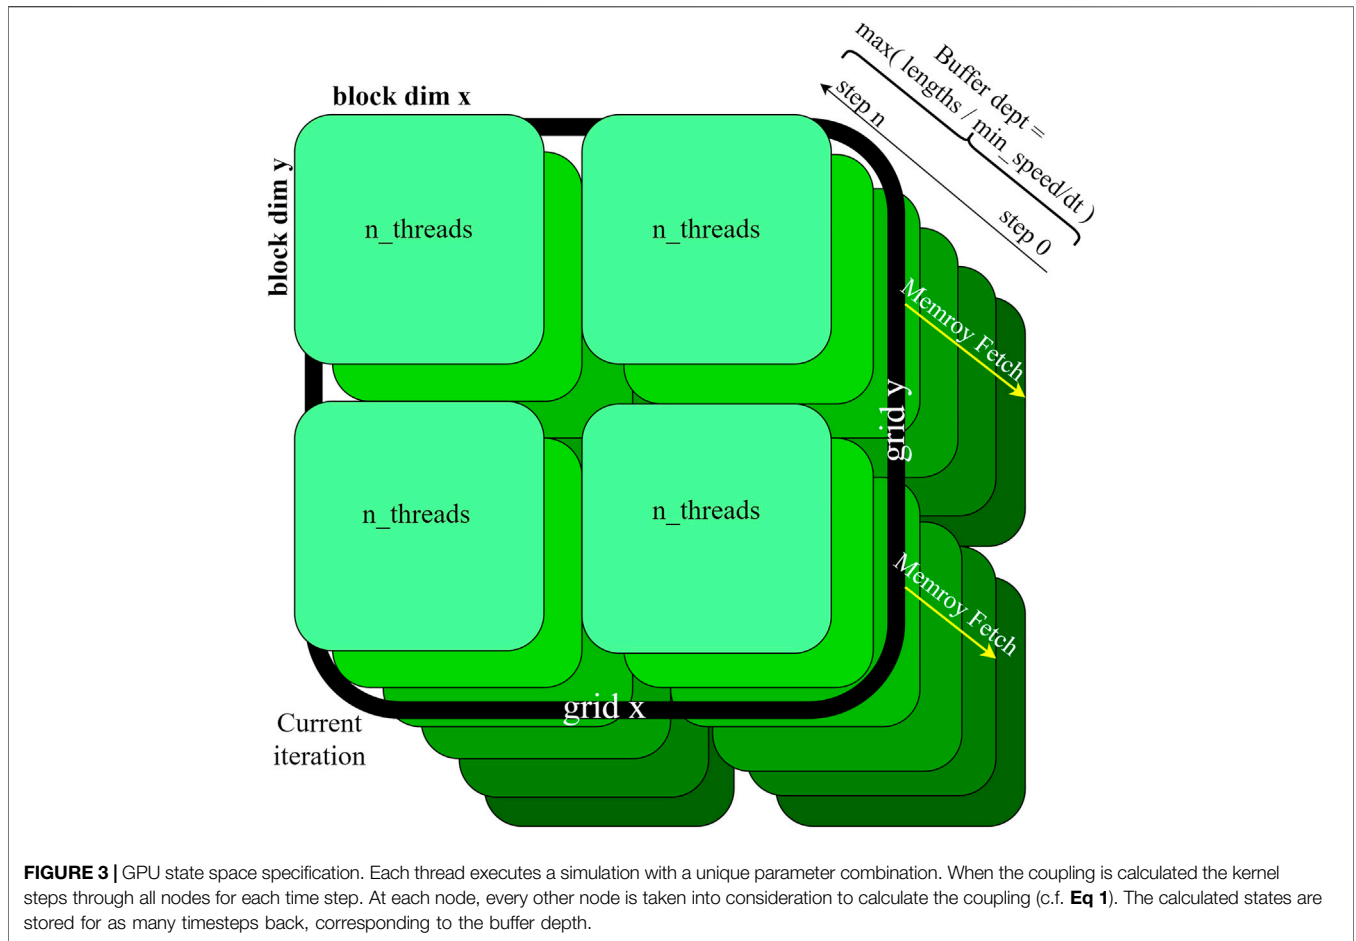 Buffer dept =
max( lengths / min_speed/dt )
step n
step 0
block dim x
block dim y
n_threads
n_threads
Memroy Fetch
grid y
n_threads
n_threads
Memroy Fetch
grid x
Current
iteration
FIGURE 3 | GPU state space specification. Each thread executes a simulation with a unique parameter combination. When the coupling is calculated the kernel
steps through all nodes for each time step. At each node, every other node is taken into consideration to calculate the coupling (c.f. Eq 1). The calculated states are
stored for as many timesteps back, corresponding to the buffer depth.